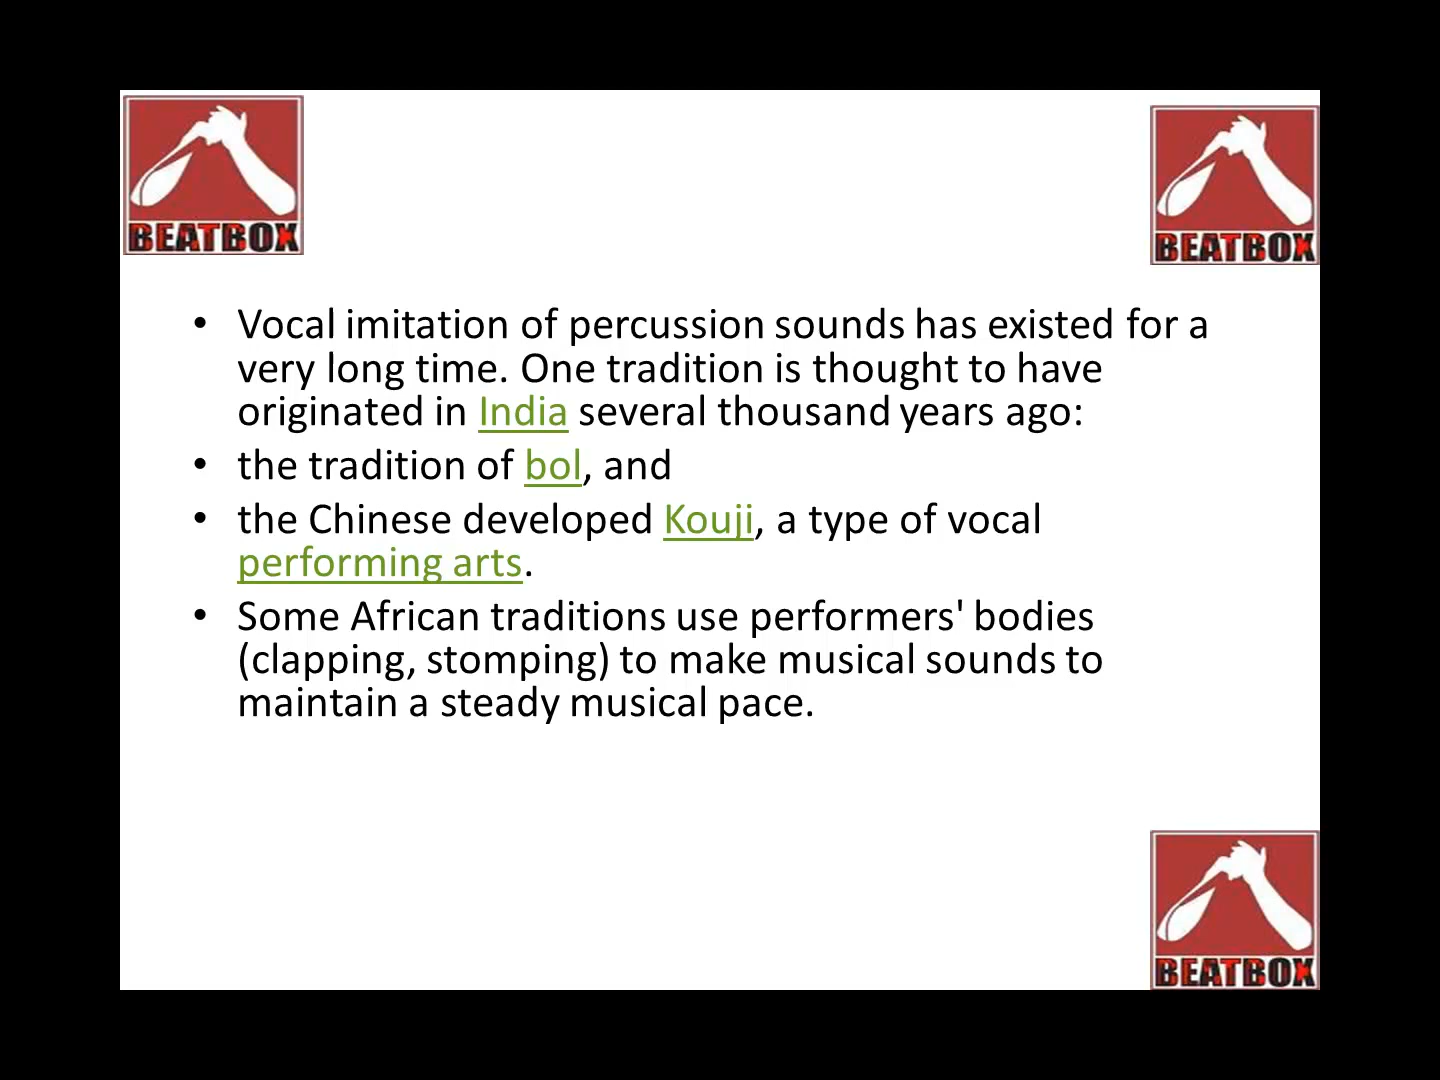 BEATBOX
BEATBOX
• Vocal imitation of percussion sounds has existed for a
very long time. One tradition is thought to have
originated in India several thousand years ago:
• the tradition of bol, and
• the Chinese developed Kouji, a type of vocal
performing arts.
• Some African traditions use performers' bodies
(clapping, stomping) to make musical sounds to
maintain a steady musical pace.
BEATBOX